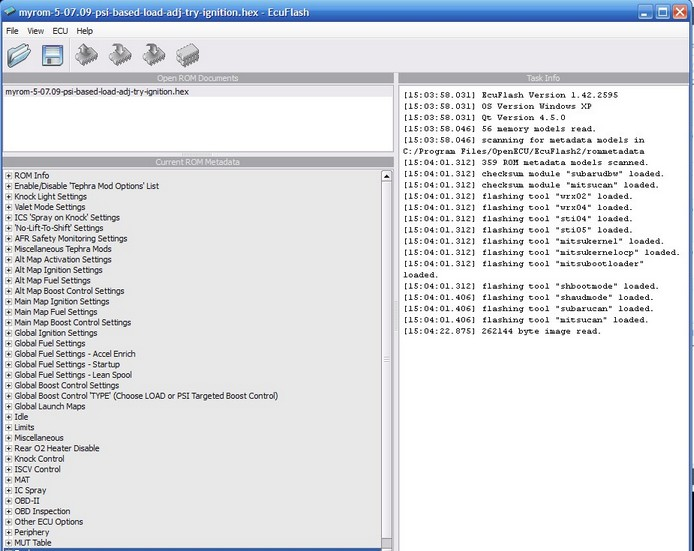 myrom-5-07.09-psi-based-load-adj-try-ignition.hex - EcuFlash
File View ECU Help
Open ROM Documents
myrom-5-07.09-psi-based-load-adj-try-ignition.hex
Current ROM Metadata
ROM Info
Enable/Disable 'Tephra Mod Options' List
Knock Light Settings
Valet Mode Settings
ICS 'Spray on Knock' Settings
'No-Lift-To-Shift' Settings
AFR Safety Monitoring Settings
Miscellaneous Tephra Mods
Alt Map Activation Settings
Alt Map Ignition Settings
Alt Map Fuel Settings
Alt Map Boost Control Settings
Main Map Ignition Settings
Main Map Fuel Settings
Main Map Boost Control Settings
Global Ignition Settings
Global Fuel Settings
Global Fuel Settings - Accel Enrich
Global Fuel Settings - Startup
Global Fuel Settings - Lean Spool
Global Boost Control Settings
Global Boost Control 'TYPE' (Choose LOAD or PSI Targeted Boost Control)
Global Launch Maps
Idle
Limits
Miscellaneous
Rear O2 Heater Disable
Knock Control
ISCV Control
MAT
IC Spray
OBD-II
OBD Inspection
Other ECU Options
Periphery
MUT Table
Task Info
[15:03:58.031] EcuFlash Version 1.42.2595
[15:03:58.031] OS Version Windows XP
[15:03:58.031] Qt Version 4.5.0
[15:03:58.046] 56 memory models read.
[15:03:58.046] scanning for metadata models in
C:/Program Files/OpenECU/EcuFlash2/rommetadata
[15:04:01.312] 359 ROM metadata models scanned.
[15:04:01.312] checksum module "subarudbw" loaded.
[15:04:01.312] checksum module "mitsucan" loaded.
[15:04:01.312] flashing tool "wrx02" loaded.
[15:04:01.312] flashing tool "wrx04" loaded.
[15:04:01.312] flashing tool "sti04" loaded.
[15:04:01.312] flashing tool "sti05" loaded.
[15:04:01.312] flashing tool "mitsukernel" loaded.
[15:04:01.312] flashing tool "mitsukernelocp" loaded.
[15:04:01.312] flashing tool "mitsubootloader"
loaded.
[15:04:01.312] flashing tool "shbootmode" loaded.
[15:04:01.406] flashing tool "shaudmode" loaded.
[15:04:01.406] flashing tool "subarucan" loaded.
[15:04:01.406] flashing tool "mitsucan" loaded.
[15:04:22.875] 262144 byte image read.